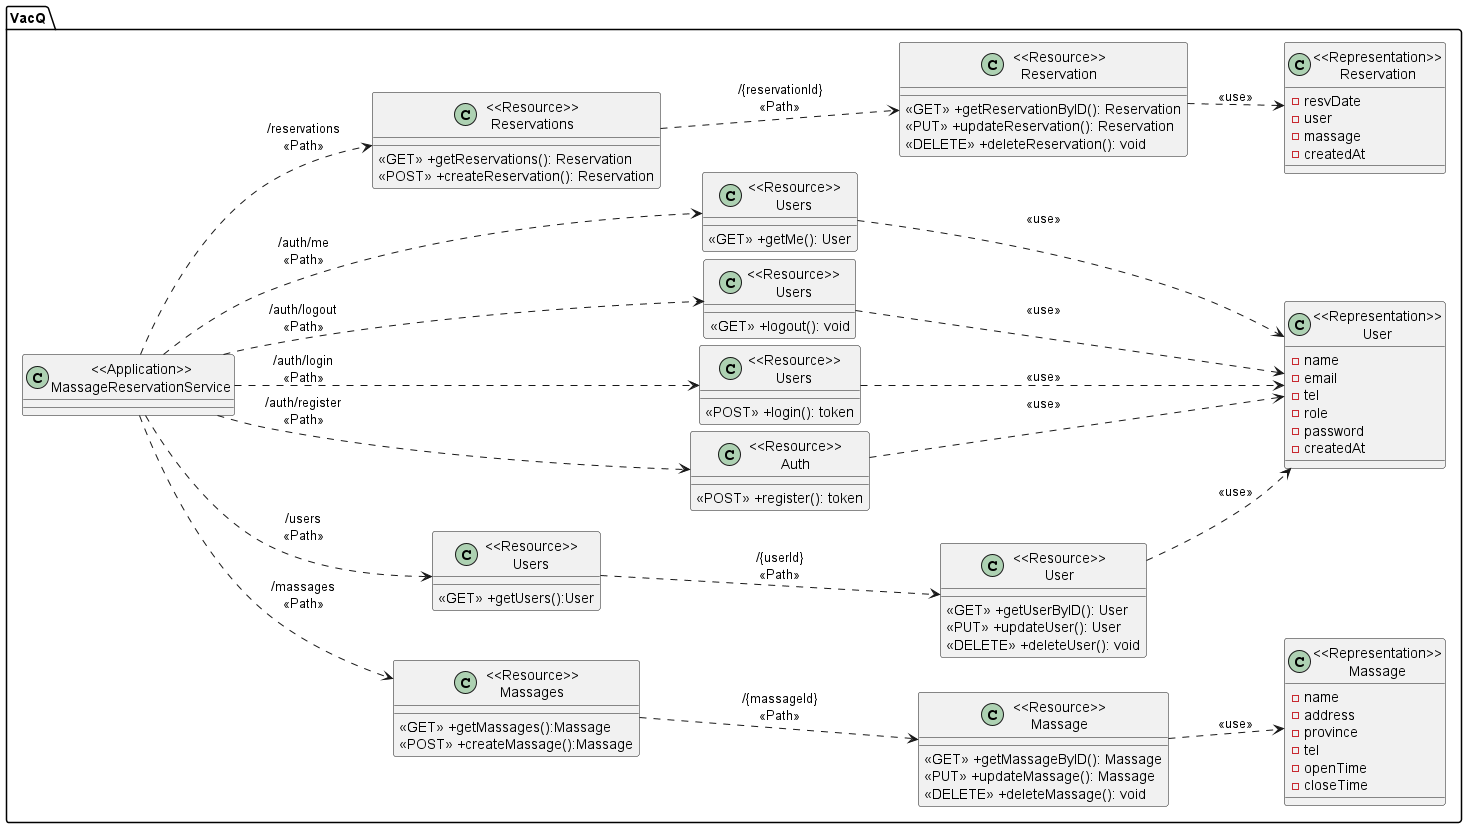 VacQ
<<Application>>
MassageReservationService
/reservations
«Path»
/auth/me
«Path»
/auth/logout
«Path»
/auth/login
«Path»
/auth/register
«Path»
/users
«Path»
/massages
«Path»
<<Resource>>
Reservations
«GET» +getReservations(): Reservation
«POST» +createReservation(): Reservation
/{reservationId}
«Path»
<<Resource>>
Reservation
«GET» +getReservationByID(): Reservation
«PUT» +updateReservation(): Reservation
«DELETE» +deleteReservation(): void
«use»
<<Representation>>
Reservation
resvDate
user
massage
createdAt
<<Resource>>
Users
«GET» +getMe(): User
«use»
<<Resource>>
Users
«GET» +logout(): void
«use»
<<Resource>>
Users
«POST» +login(): token
«use»
<<Resource>>
Auth
«POST» +register(): token
«use»
<<Representation>>
User
name
email
tel
role
password
createdAt
<<Resource>>
Users
«GET» +getUsers():User
/{userId}
«Path»
<<Resource>>
User
«GET» +getUserByID(): User
«PUT» +updateUser(): User
«DELETE» +deleteUser(): void
«use»
<<Resource>>
Massages
«GET» +getMassages():Massage
«POST» +createMassage():Massage
/{massageId}
«Path»
<<Resource>>
Massage
«GET» +getMassageByID(): Massage
«PUT» +updateMassage(): Massage
«DELETE» +deleteMassage(): void
«use»
<<Representation>>
Massage
name
address
province
tel
openTime
closeTime